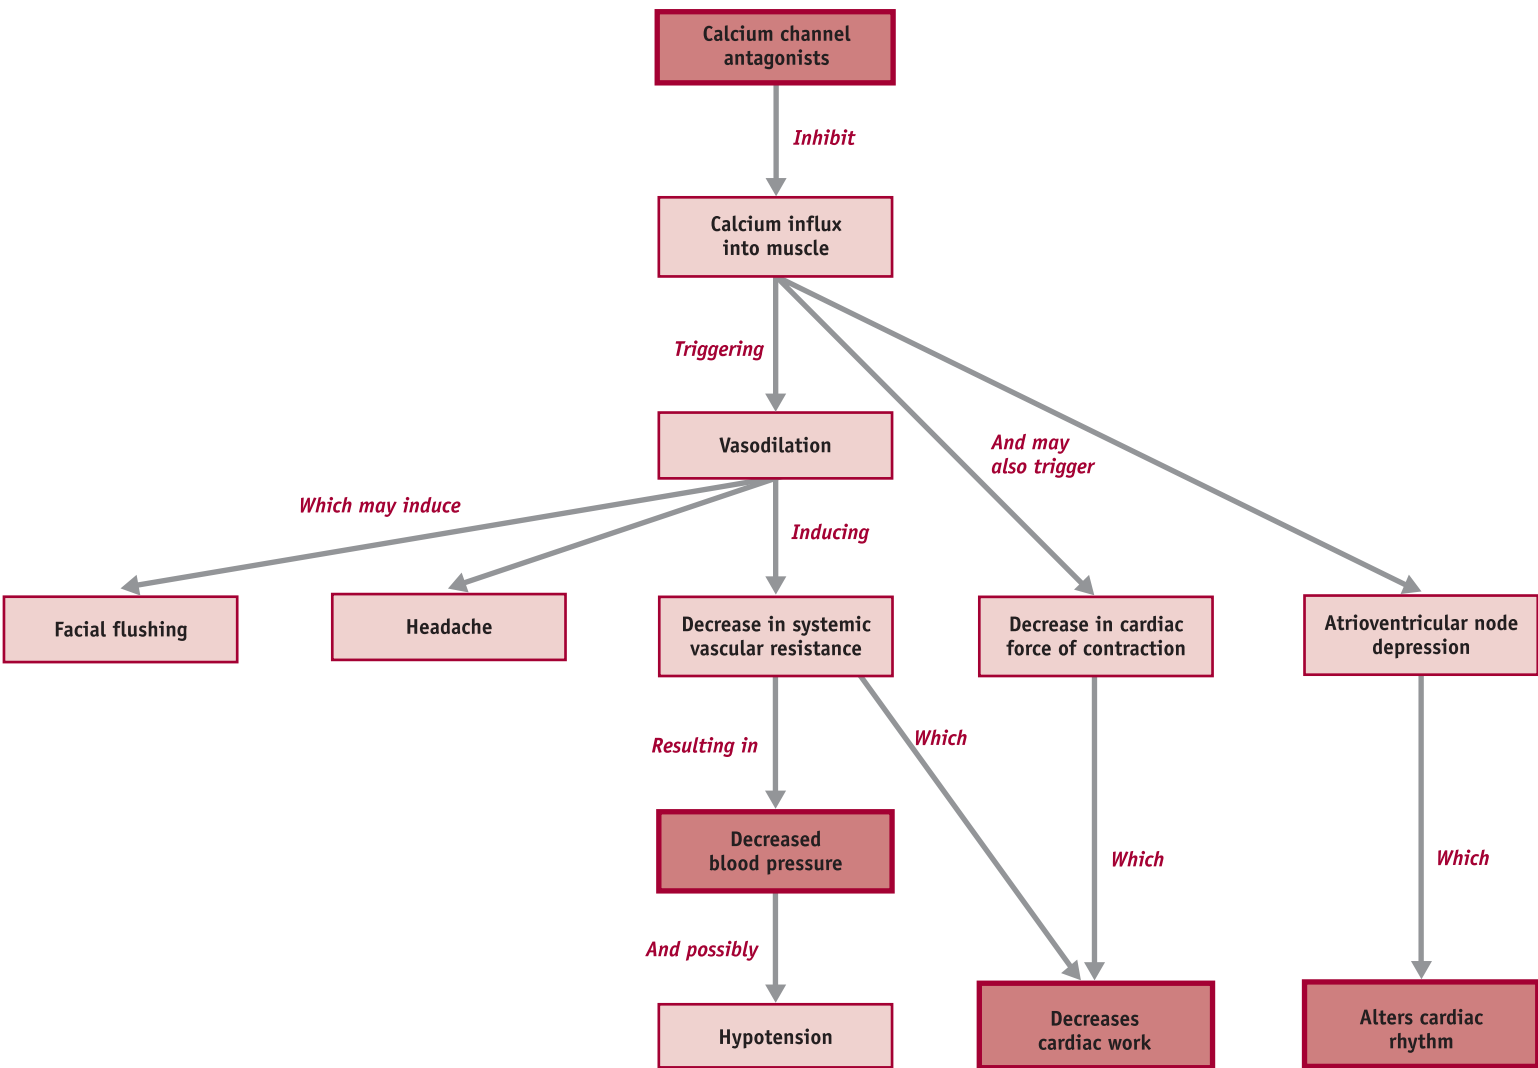 Calcium channel
antagonists
Inhibit
Calcium influx
into muscle
Triggering
And may
also trigger
Vasodilation
Which may induce
Inducing
Facial flushing
Headache
Decrease in systemic
vascular resistance
Decrease in cardiac
force of contraction
Atrioventricular node
depression
Resulting in
Which
Decreased
blood pressure
Which
Which
And possibly
Hypotension
Decreases
cardiac work
Alters cardiac
rhythm